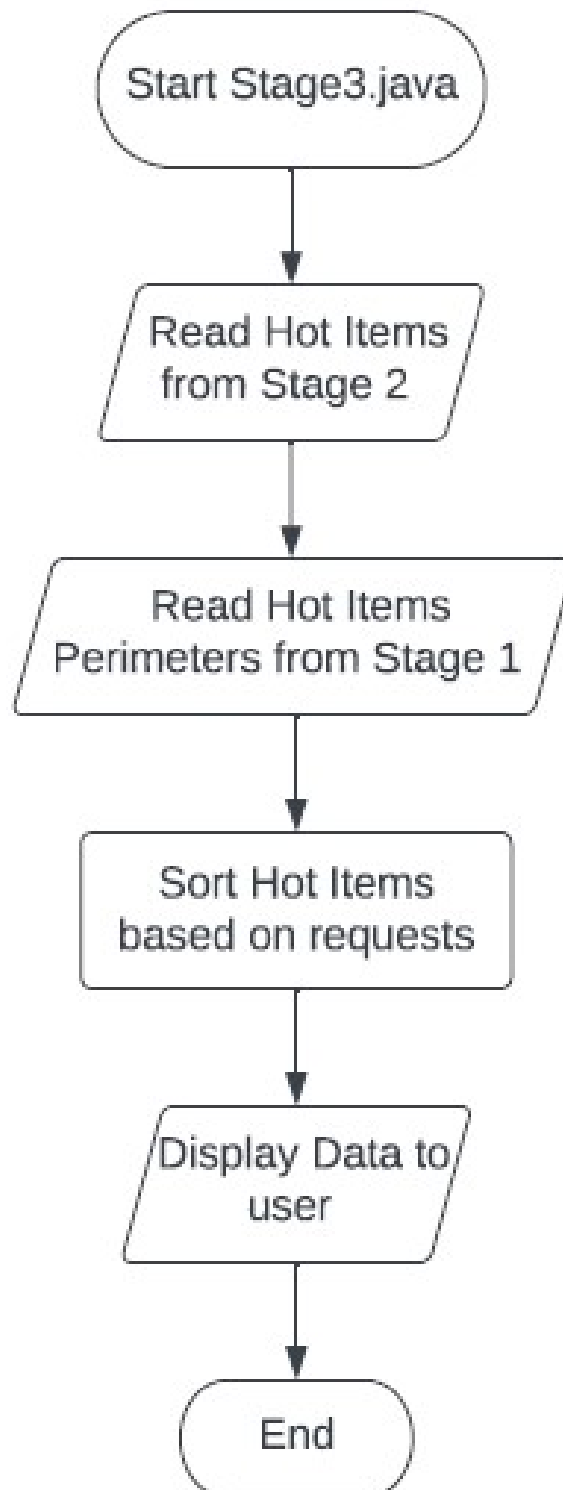 Start Stage3.java
Read Hot Items
from Stage 2
Read Hot Items
Perimeters from Stage 1
Sort Hot Items
based on requests
Display Data to
user
End